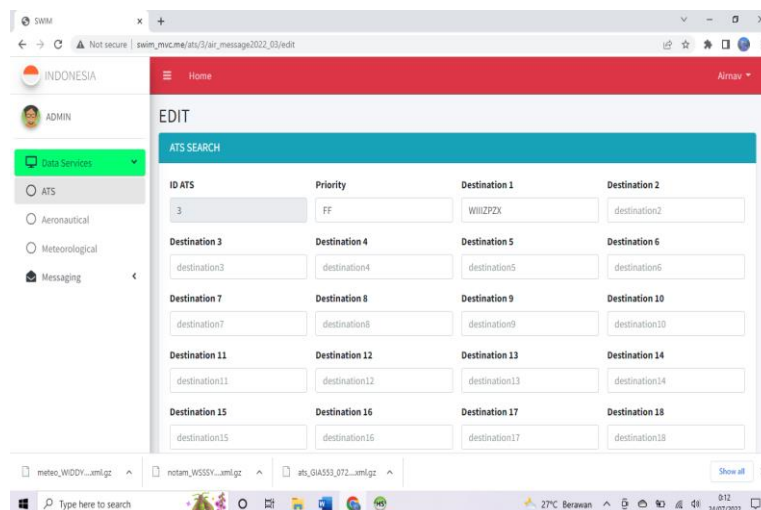 SWIM
Not secure | swim_mvc.me/ats/3/air_message2022_03/edit
INDONESIA
Home
Airnav
ADMIN
EDIT
Data Services
ATS SEARCH
ATS
Aeronautical
Meteorological
Messaging
ID ATS Priority Destination 1 Destination 2
3 FF WIIIZPZX destination2
Destination 3 Destination 4 Destination 5 Destination 6
destination3 destination4 destination5 destination6
Destination 7 Destination 8 Destination 9 Destination 10
destination7 destination8 destination9 destination10
Destination 11 Destination 12 Destination 13 Destination 14
destination11 destination12 destination13 destination14
Destination 15 Destination 16 Destination 17 Destination 18
destination15 destination16 destination17 destination18
meteo_WIDDY....xml.gz notam_WSSSY....xml.gz ats_GIA553_072....xml.gz Show all
Type here to search 27°C Berawan 0:12